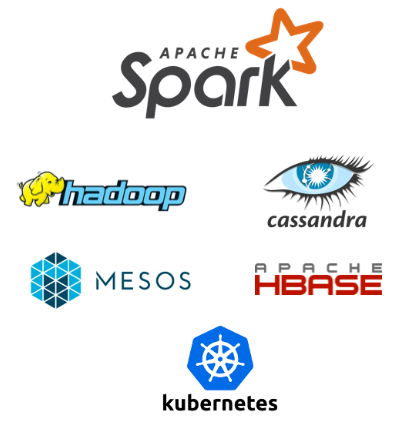 APACHE
Spark
hadoop
cassandra
MESOS
APACHE
HBASE
kubernetes